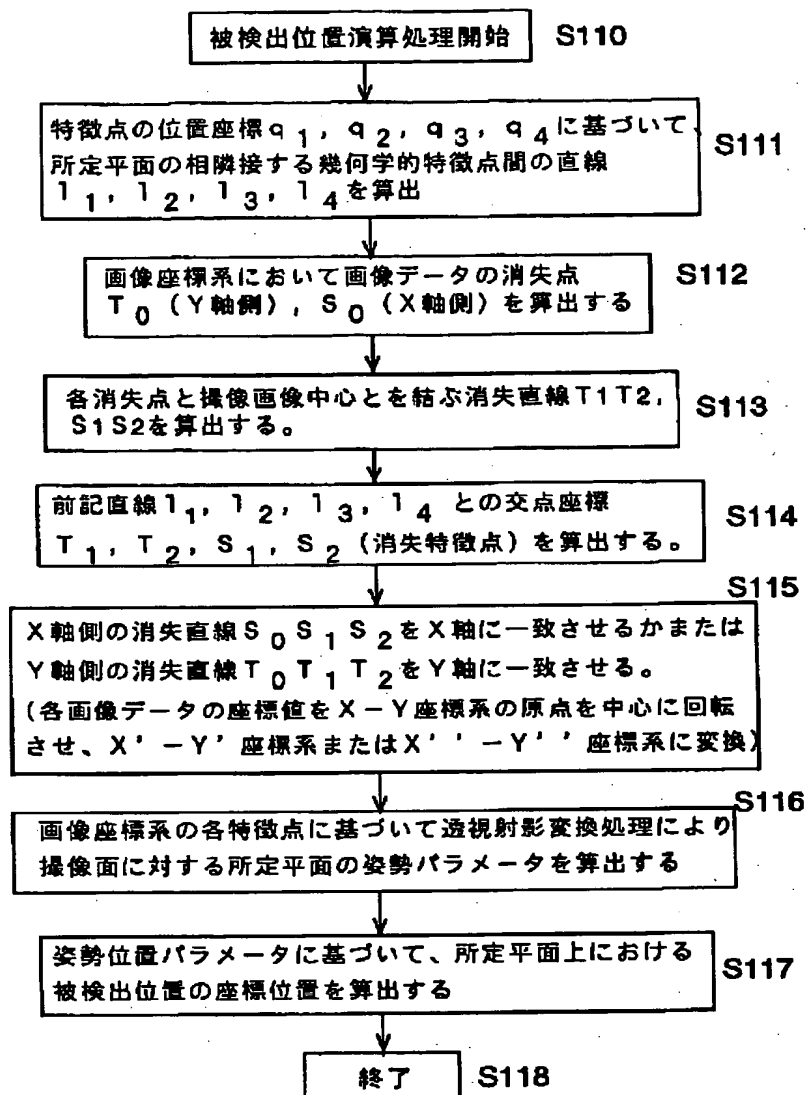 被検出位置演算処理開始 S110
特徴点の位置座標q1, q2, q3, q4に基づいて
所定平面の相隣接する幾何学的特徴点間の直線
l1, l2, l3, l4を算出
S111
画像座標系において画像データの消失点
T0(Y軸側), S0(X軸側)を算出する
S112
各消失点と撮像画像中心とを結ぶ消失直線T1T2,
S1S2を算出する。
S113
前記直線l1, l2, l3, l4 との交点座標
T1, T2, S1, S2(消失特徴点)を算出する。
S114
S115
X軸側の消失直線S0S1S2をX軸に一致させるかまたは
Y軸側の消失直線T0T1T2をY軸に一致させる。
(各画像データの座標値をX-Y座標系の原点を中心に回転
させ、X'-Y'座標系またはX''-Y''座標系に変換)
S116
画像座標系の各特徴点に基づいて透視射影変換処理により
撮像面に対する所定平面の姿勢パラメータを算出する
姿勢位置パラメータに基づいて、所定平面上における
被検出位置の座標位置を算出する
S117
終了 S118